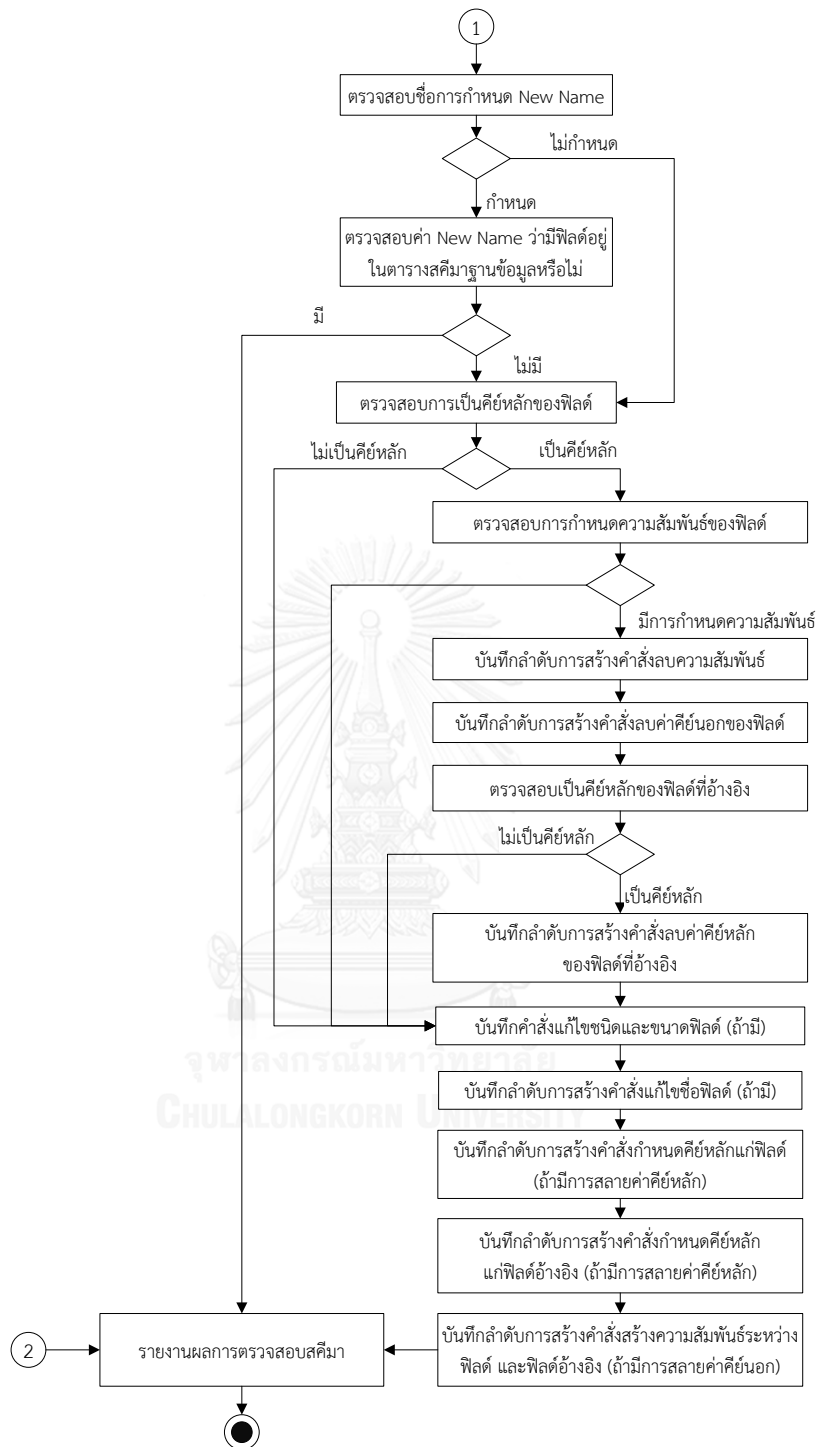 1
ตรวจสอบชื่อการกำหนด New Name
ไม่กำหนด
กำหนด
ตรวจสอบค่า New Name ว่ามีฟิลด์อยู่
ในตารางสคีมาฐานข้อมูลหรือไม่
มี
ไม่มี
ตรวจสอบการเป็นคีย์หลักของฟิลด์
ไม่เป็นคีย์หลัก
เป็นคีย์หลัก
ตรวจสอบการกำหนดความสัมพันธ์ของฟิลด์
มีการกำหนดความสัมพันธ์
บันทึกลำดับการสร้างคำสั่งลบความสัมพันธ์
บันทึกลำดับการสร้างคำสั่งลบค่าคีย์นอกของฟิลด์
ตรวจสอบเป็นคีย์หลักของฟิลด์ที่อ้างอิง
ไม่เป็นคีย์หลัก
เป็นคีย์หลัก
บันทึกลำดับการสร้างคำสั่งลบค่าคีย์หลัก
ของฟิลด์ที่อ้างอิง
บันทึกคำสั่งแก้ไขชนิดและขนาดฟิลด์ (ถ้ามี)
จุฬาลงกรณ์มหาวิทยาลัย
บันทึกลำดับการสร้างคำสั่งแก้ไขชื่อฟิลด์ (ถ้ามี)
CHULALONGKORN UNIVERSITY
บันทึกลำดับการสร้างคำสั่งกำหนดคีย์หลักแก่ฟิลด์
(ถ้ามีการสลายค่าคีย์หลัก)
บันทึกลำดับการสร้างคำสั่งกำหนดคีย์หลัก
แก่ฟิลด์อ้างอิง (ถ้ามีการสลายค่าคีย์หลัก)
2
รายงานผลการตรวจสอบสคีมา
บันทึกลำดับการสร้างคำสั่งสร้างความสัมพันธ์ระหว่าง
ฟิลด์ และฟิลด์อ้างอิง (ถ้ามีการสลายค่าคีย์นอก)